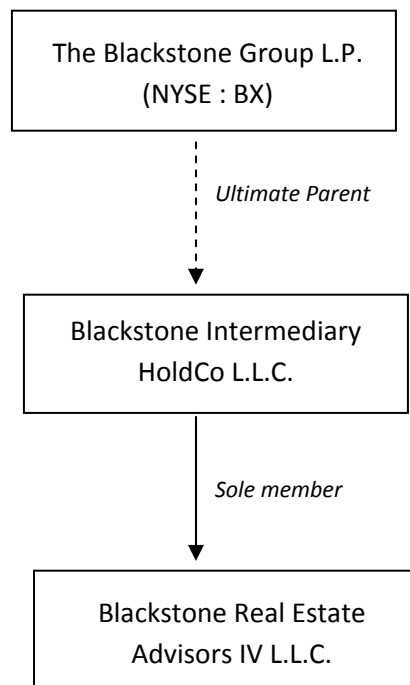 The Blackstone Group L.P.
(NYSE : BX)
Ultimate Parent
Blackstone Intermediary
HoldCo L.L.C.
Sole member
Blackstone Real Estate
Advisors IV L.L.C.